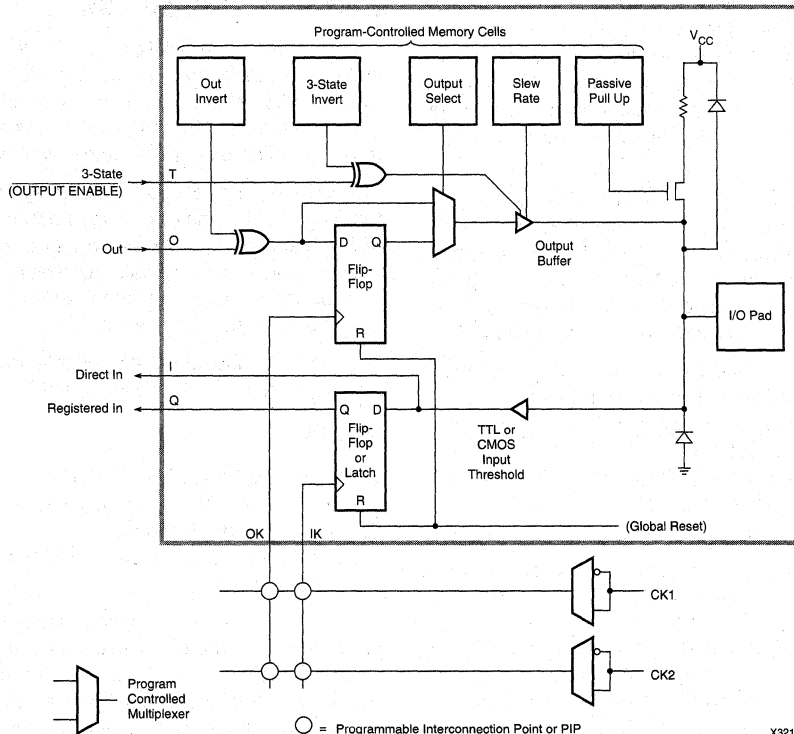 Program-Controlled Memory Cells
VCC
Out
Invert
3-State
Invert
Output
Select
Slew
Rate
Passive
Pull Up
3-State
(OUTPUT ENABLE)
T
Out
O
D Q
Flip-
Flop
R
Output
Buffer
I/O Pad
Direct In
I
Registered In
Q
Q D
Flip-
Flop
or
Latch
R
TTL or
CMOS
Input
Threshold
(Global Reset)
OK IK
CK1
CK2
Program
Controlled
Multiplexer
= Programmable Interconnection Point or PIP
X321